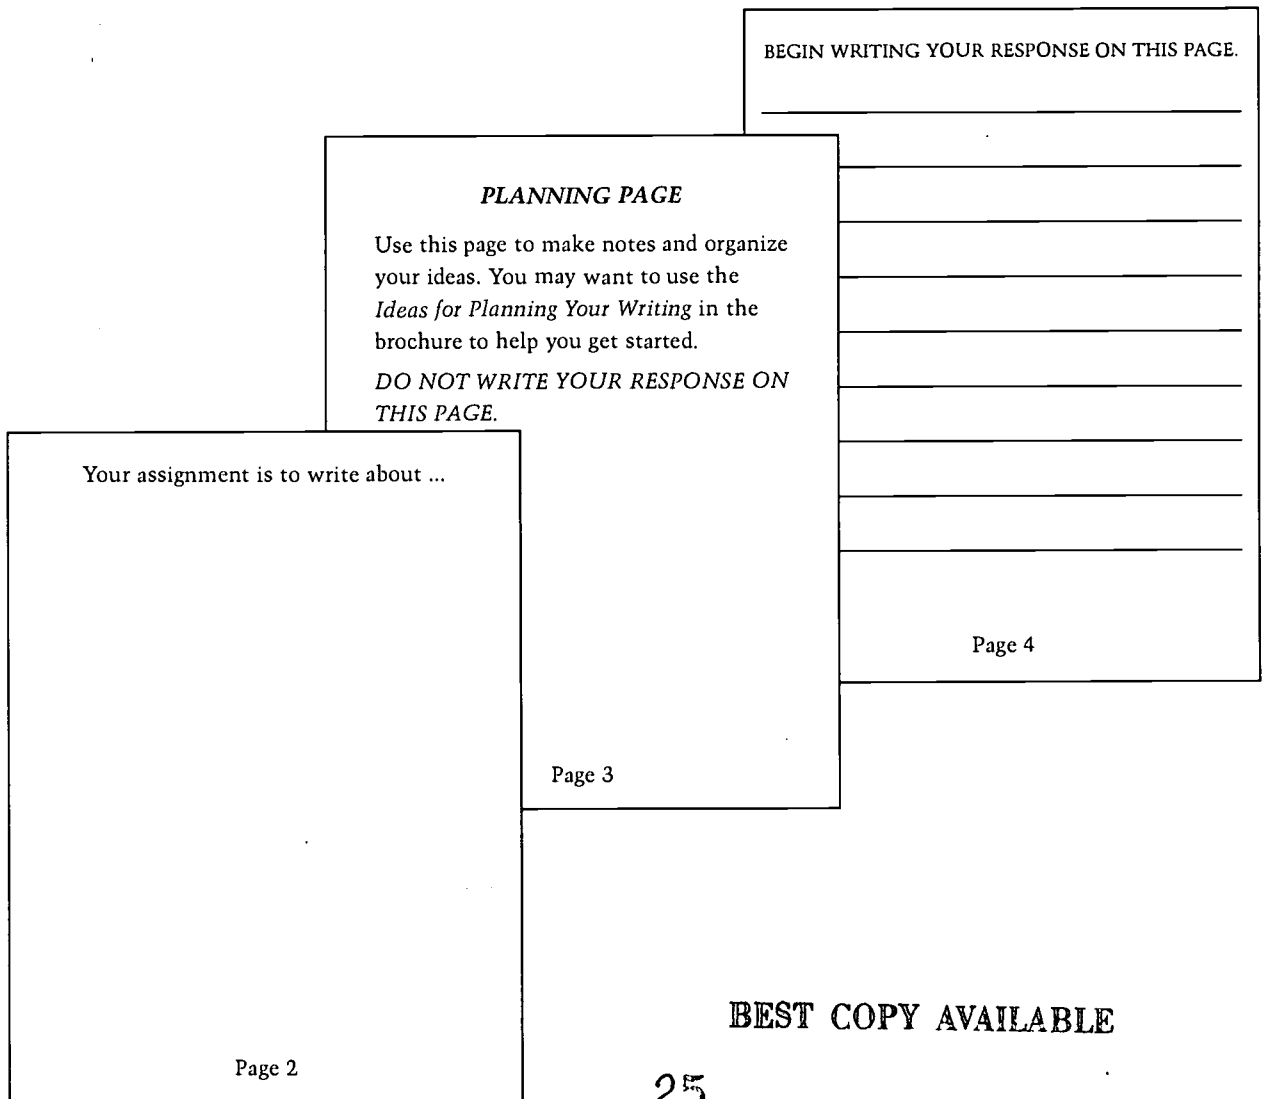 BEGIN WRITING YOUR RESPONSE ON THIS PAGE.
Page 4
PLANNING PAGE
Use this page to make notes and organize
your ideas. You may want to use the
Ideas for Planning Your Writing in the
brochure to help you get started.
DO NOT WRITE YOUR RESPONSE ON
THIS PAGE.
Page 3
Your assignment is to write about ...
Page 2
BEST COPY AVAILABLE
25